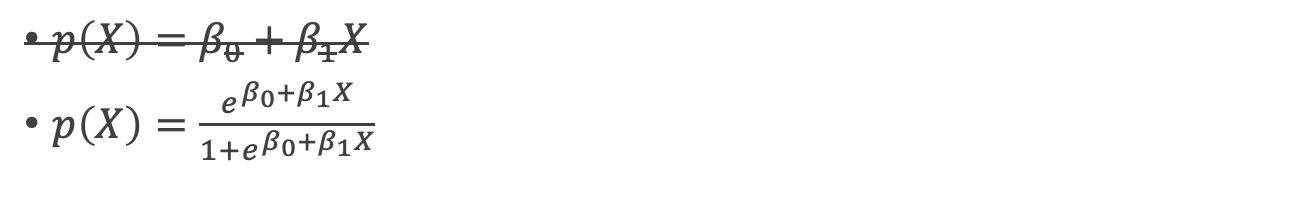 • p(X) = β₀ + β₁X
• p(X) = e^{β₀+β₁X} / 1+e^{β₀+β₁X}